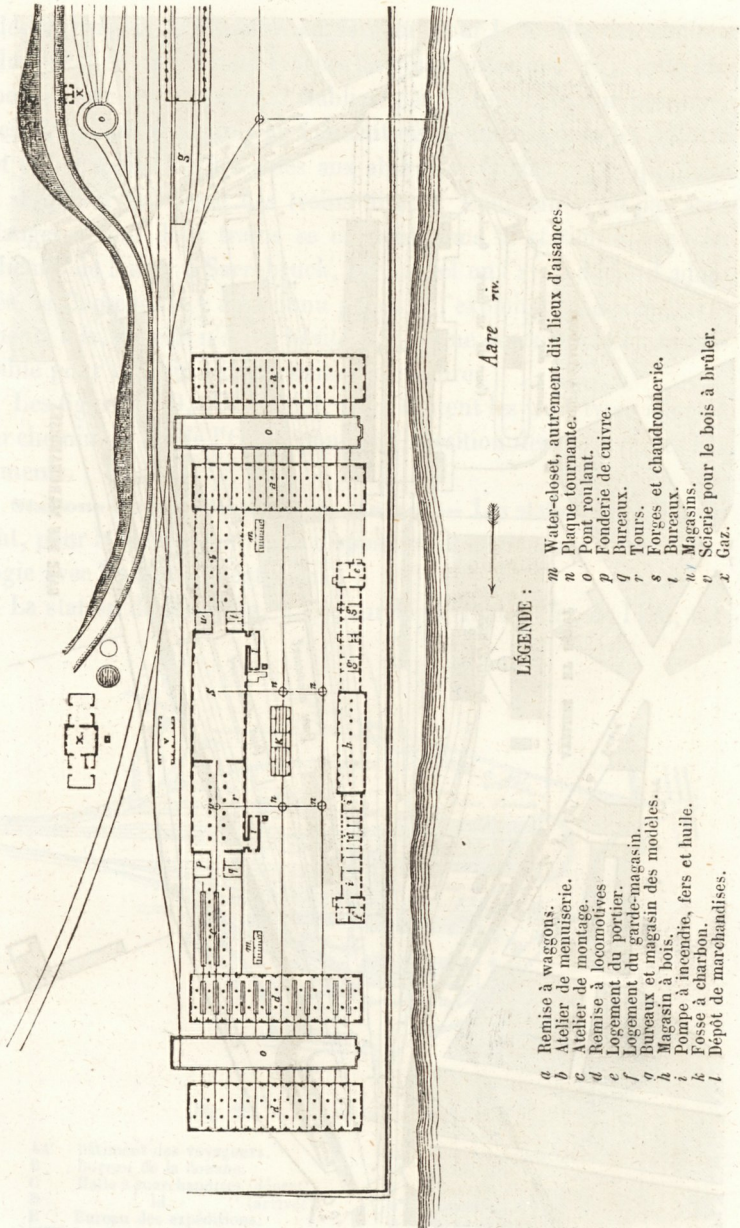 Aare riv.
LÉGENDE :
a Remise à waggons.
b Atelier de menuiserie.
c Atelier de montage.
d Remise à locomotives
e Logement du portier.
f Logement du garde-magasin.
g Bureaux et magasin des modèles.
h Magasin à bois.
i Pompe à incendie, fers et huile.
k Fosse à charbon.
l Dépôt de marchandises.
m Water-closet, autrement dit lieux d'aisances.
n Plaque tournante.
o Pont roulant.
p Fonderie de cuivre.
q Bureaux.
r Tours.
s Forges et chaudronnerie.
t Bureaux.
u Magasins.
v Scierie pour le bois à brûler.
x Gaz.